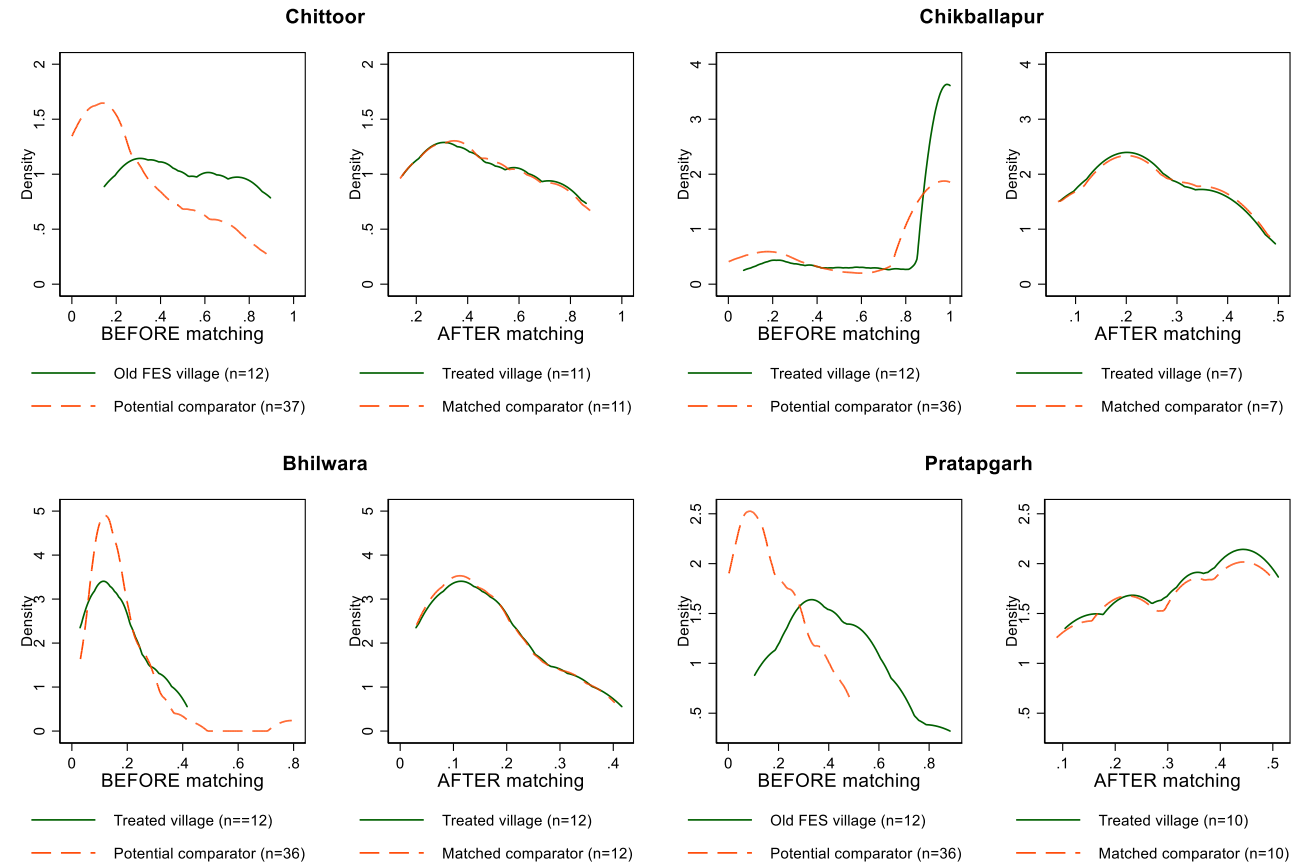 Chittoor
Chikballapur
Density
0 .5 1 1.5 2
0 .2 .4 .6 .8 1
BEFORE matching
Old FES village (n=12)
Potential comparator (n=37)
Density
0 .5 1 1.5 2
.2 .4 .6 .8 1
AFTER matching
Treated village (n=11)
Matched comparator (n=11)
Density
0 1 2 3 4
0 .2 .4 .6 .8 1
BEFORE matching
Treated village (n=12)
Potential comparator (n=36)
Density
0 1 2 3 4
.1 .2 .3 .4 .5
AFTER matching
Treated village (n=7)
Matched comparator (n=7)
Bhilwara
Pratapgarh
Density
0 1 2 3 4 5
0 .2 .4 .6 .8
BEFORE matching
Treated village (n==12)
Potential comparator (n=36)
Density
0 1 2 3 4 5
0 .1 .2 .3 .4
AFTER matching
Treated village (n=12)
Matched comparator (n=12)
Density
.5 1 1.5 2 2.5
0 .2 .4 .6 .8
BEFORE matching
Old FES village (n=12)
Potential comparator (n=36)
Density
.5 1 1.5 2 2.5
.1 .2 .3 .4 .5
AFTER matching
Treated village (n=10)
Matched comparator (n=10)